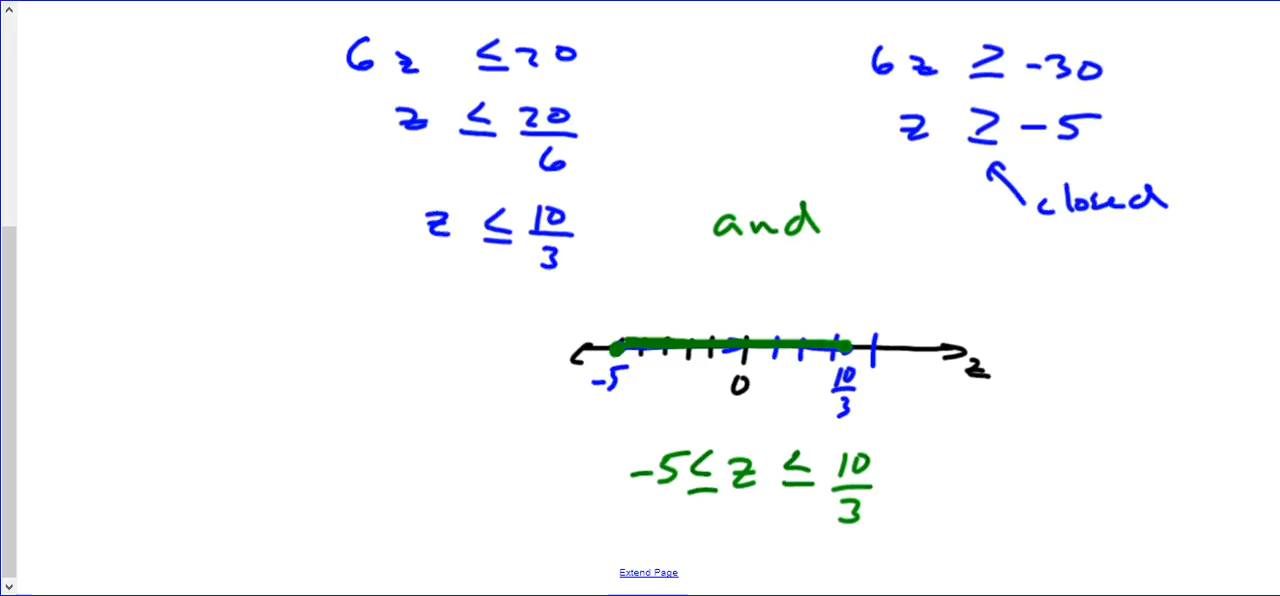 6z ≤ 20
z ≤ 20/6
z ≤ 10/3
6z ≥ -30
z ≥ -5
closed
and
-5 0 10/3 z
-5 ≤ z ≤ 10/3
Extend Page